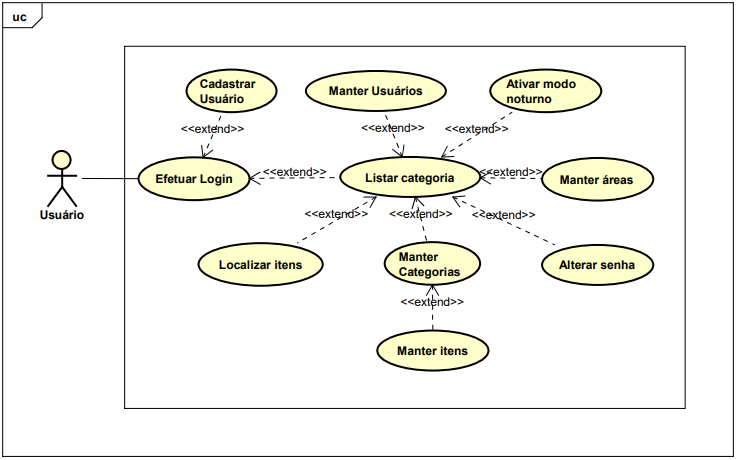 uc
Cadastrar
Usuário
Manter Usuários
Ativar modo
noturno
<<extend>>
<<extend>>
<<extend>>
Usuário
Efetuar Login
<<extend>>
Listar categoria
<<extend>>
Manter áreas
<<extend>>
<<extend>>
<<extend>>
Localizar itens
Manter
Categorias
Alterar senha
<<extend>>
Manter itens